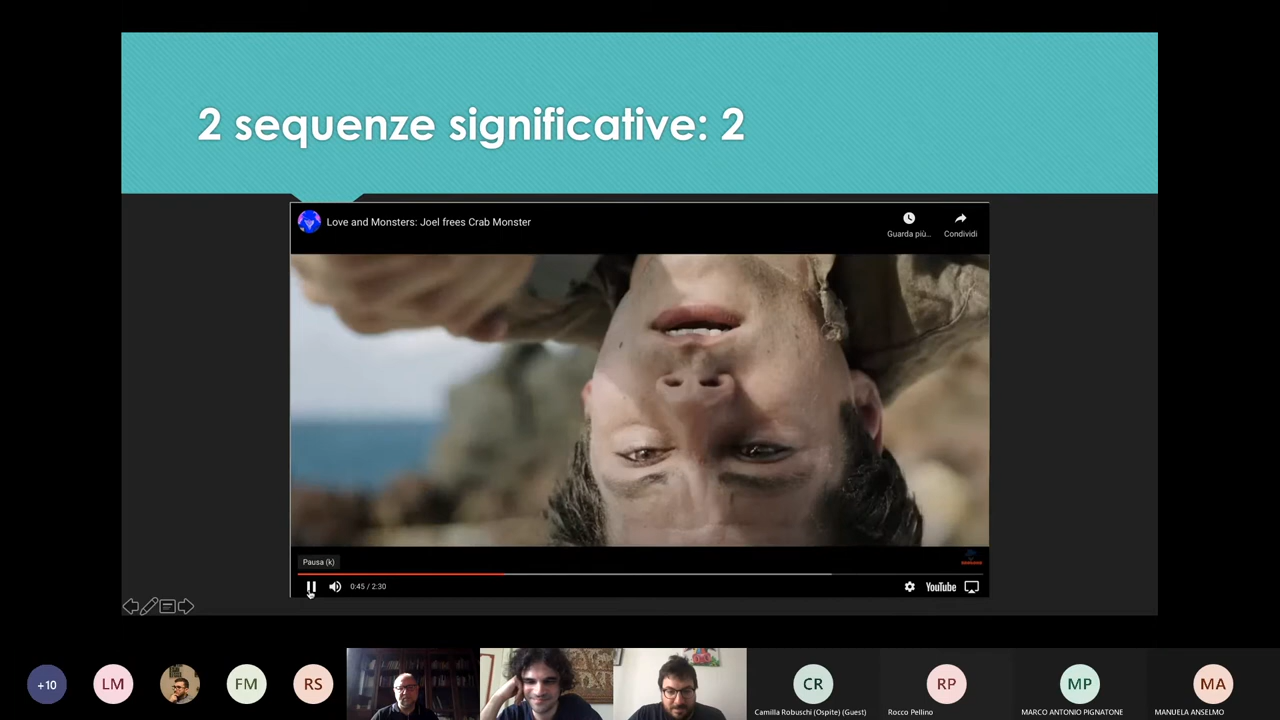 2 sequenze significative: 2
Love and Monsters: Joel frees Crab Monster
Guarda più...
Condividi
Pausa (k)
0:45 / 2:30
YouTube
+10
LM
FM
RS
CR
RP
MP
MA
Camilla Robuschi (Ospite) (Guest)
Rocco Pellino
MARCO ANTONIO PIGNATONE
MANUELA ANSELMO